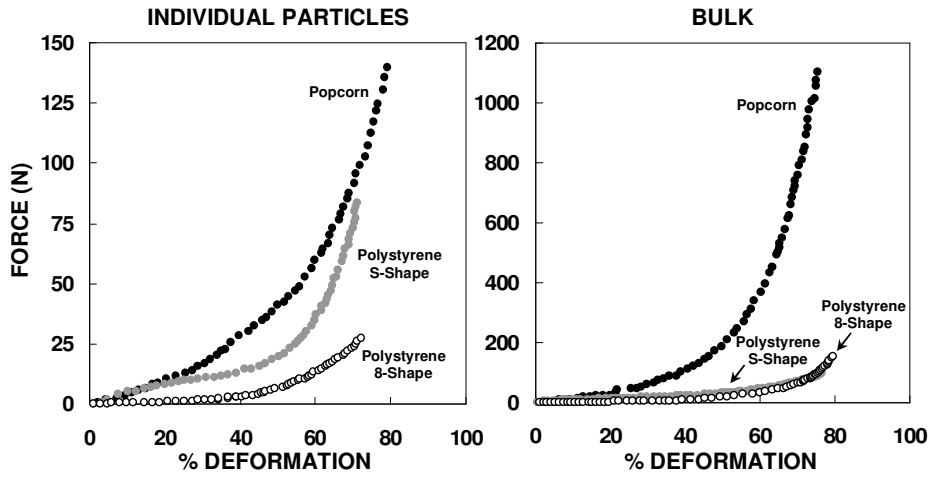 INDIVIDUAL PARTICLES
BULK
FORCE (N)
150
125
100
75
50
25
0
0 20 40 60 80 100
% DEFORMATION
Popcorn
Polystyrene
S-Shape
Polystyrene
8-Shape
1200
1000
800
600
400
200
0
0 20 40 60 80 100
% DEFORMATION
Popcorn
Polystyrene
S-Shape
Polystyrene
8-Shape